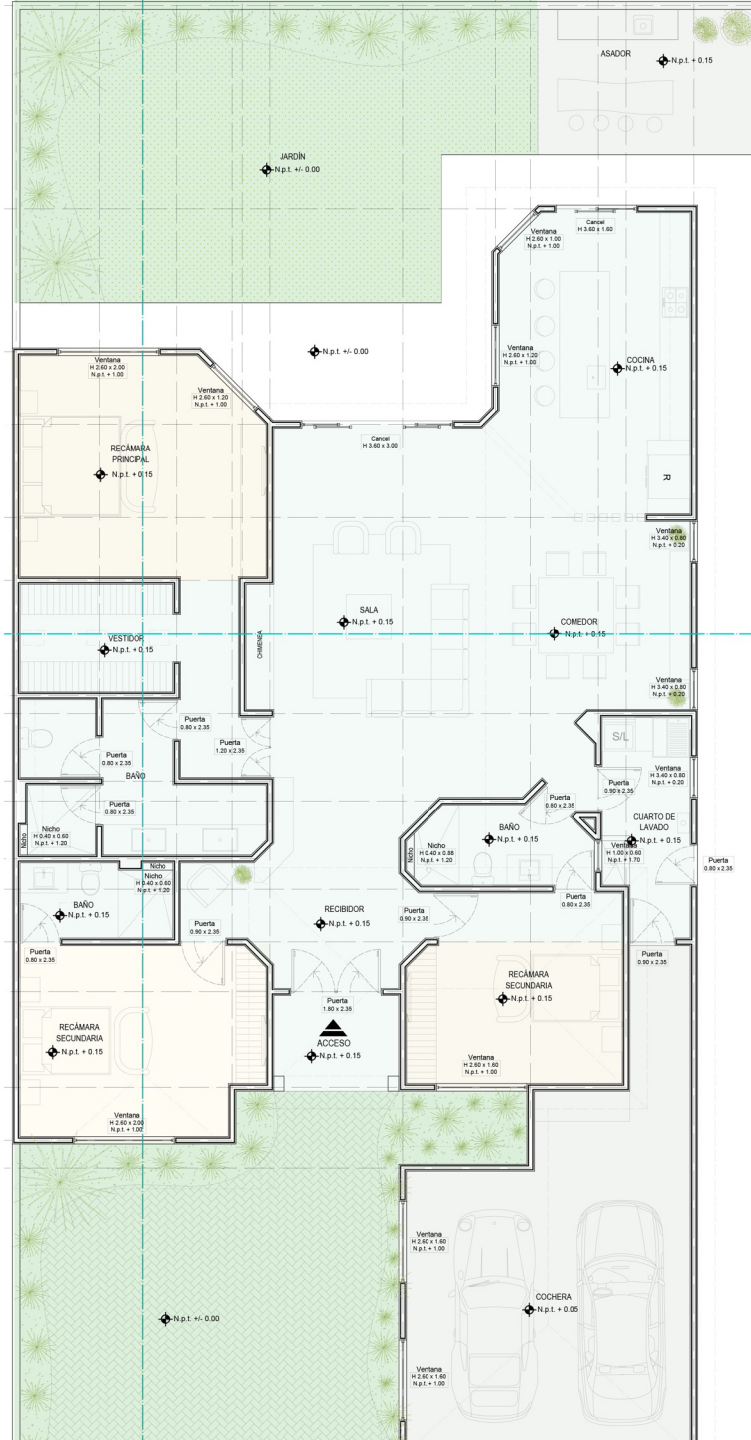 ASADOR
N.p.t. + 0.15
JARDÍN
N.p.t. +/- 0.00
Cancel
H 3.60 x 1.60
Ventana
H 2.60 x 1.00
N.p.t. + 1.00
N.p.t. +/- 0.00
Ventana
H 2.60 x 1.20
N.p.t. + 1.00
COCINA
N.p.t. + 0.15
Ventana
H 2.60 x 2.00
N.p.t. + 1.00
Ventana
H 2.60 x 1.20
N.p.t. + 1.00
Cancel
H 3.60 x 3.00
RECÁMARA
PRINCIPAL
N.p.t. + 0.15
R
Ventana
H 3.40 x 0.80
N.p.t. + 0.20
SALA
N.p.t. + 0.15
COMEDOR
N.p.t. + 0.15
VESTIDOR
N.p.t. + 0.15
CHIMENEA
Ventana
H 3.40 x 0.80
N.p.t. + 0.20
Puerta
0.80 x 2.35
Puerta
1.20 x 2.35
S/L
Puerta
0.80 x 2.35
BAÑO
Ventana
H 3.40 x 0.80
N.p.t. + 0.20
Puerta
0.90 x 2.35
Puerta
0.80 x 2.35
Puerta
0.80 x 2.35
CUARTO DE
LAVADO
N.p.t. + 0.15
Nicho
H 0.40 x 0.60
N.p.t. + 1.20
Nicho
BAÑO
N.p.t. + 0.15
Nicho
H 0.40 x 0.88
N.p.t. + 1.20
Nicho
Ventana
H 1.00 x 0.60
N.p.t. + 1.70
Puerta
0.80 x 2.35
Nicho
Nicho
H 0.40 x 0.60
N.p.t. + 1.20
BAÑO
N.p.t. + 0.15
Puerta
0.90 x 2.35
RECIBIDOR
N.p.t. + 0.15
Puerta
0.90 x 2.35
Puerta
0.80 x 2.35
Puerta
0.80 x 2.35
Puerta
0.90 x 2.35
RECÁMARA
SECUNDARIA
N.p.t. + 0.15
Puerta
1.80 x 2.35
RECÁMARA
SECUNDARIA
N.p.t. + 0.15
ACCESO
N.p.t. + 0.15
Ventana
H 2.60 x 1.60
N.p.t. + 1.00
Ventana
H 2.60 x 2.00
N.p.t. + 1.00
Ventana
H 2.60 x 1.60
N.p.t. + 1.00
COCHERA
N.p.t. + 0.05
N.p.t. +/- 0.00
Ventana
H 2.60 x 1.60
N.p.t. + 1.00